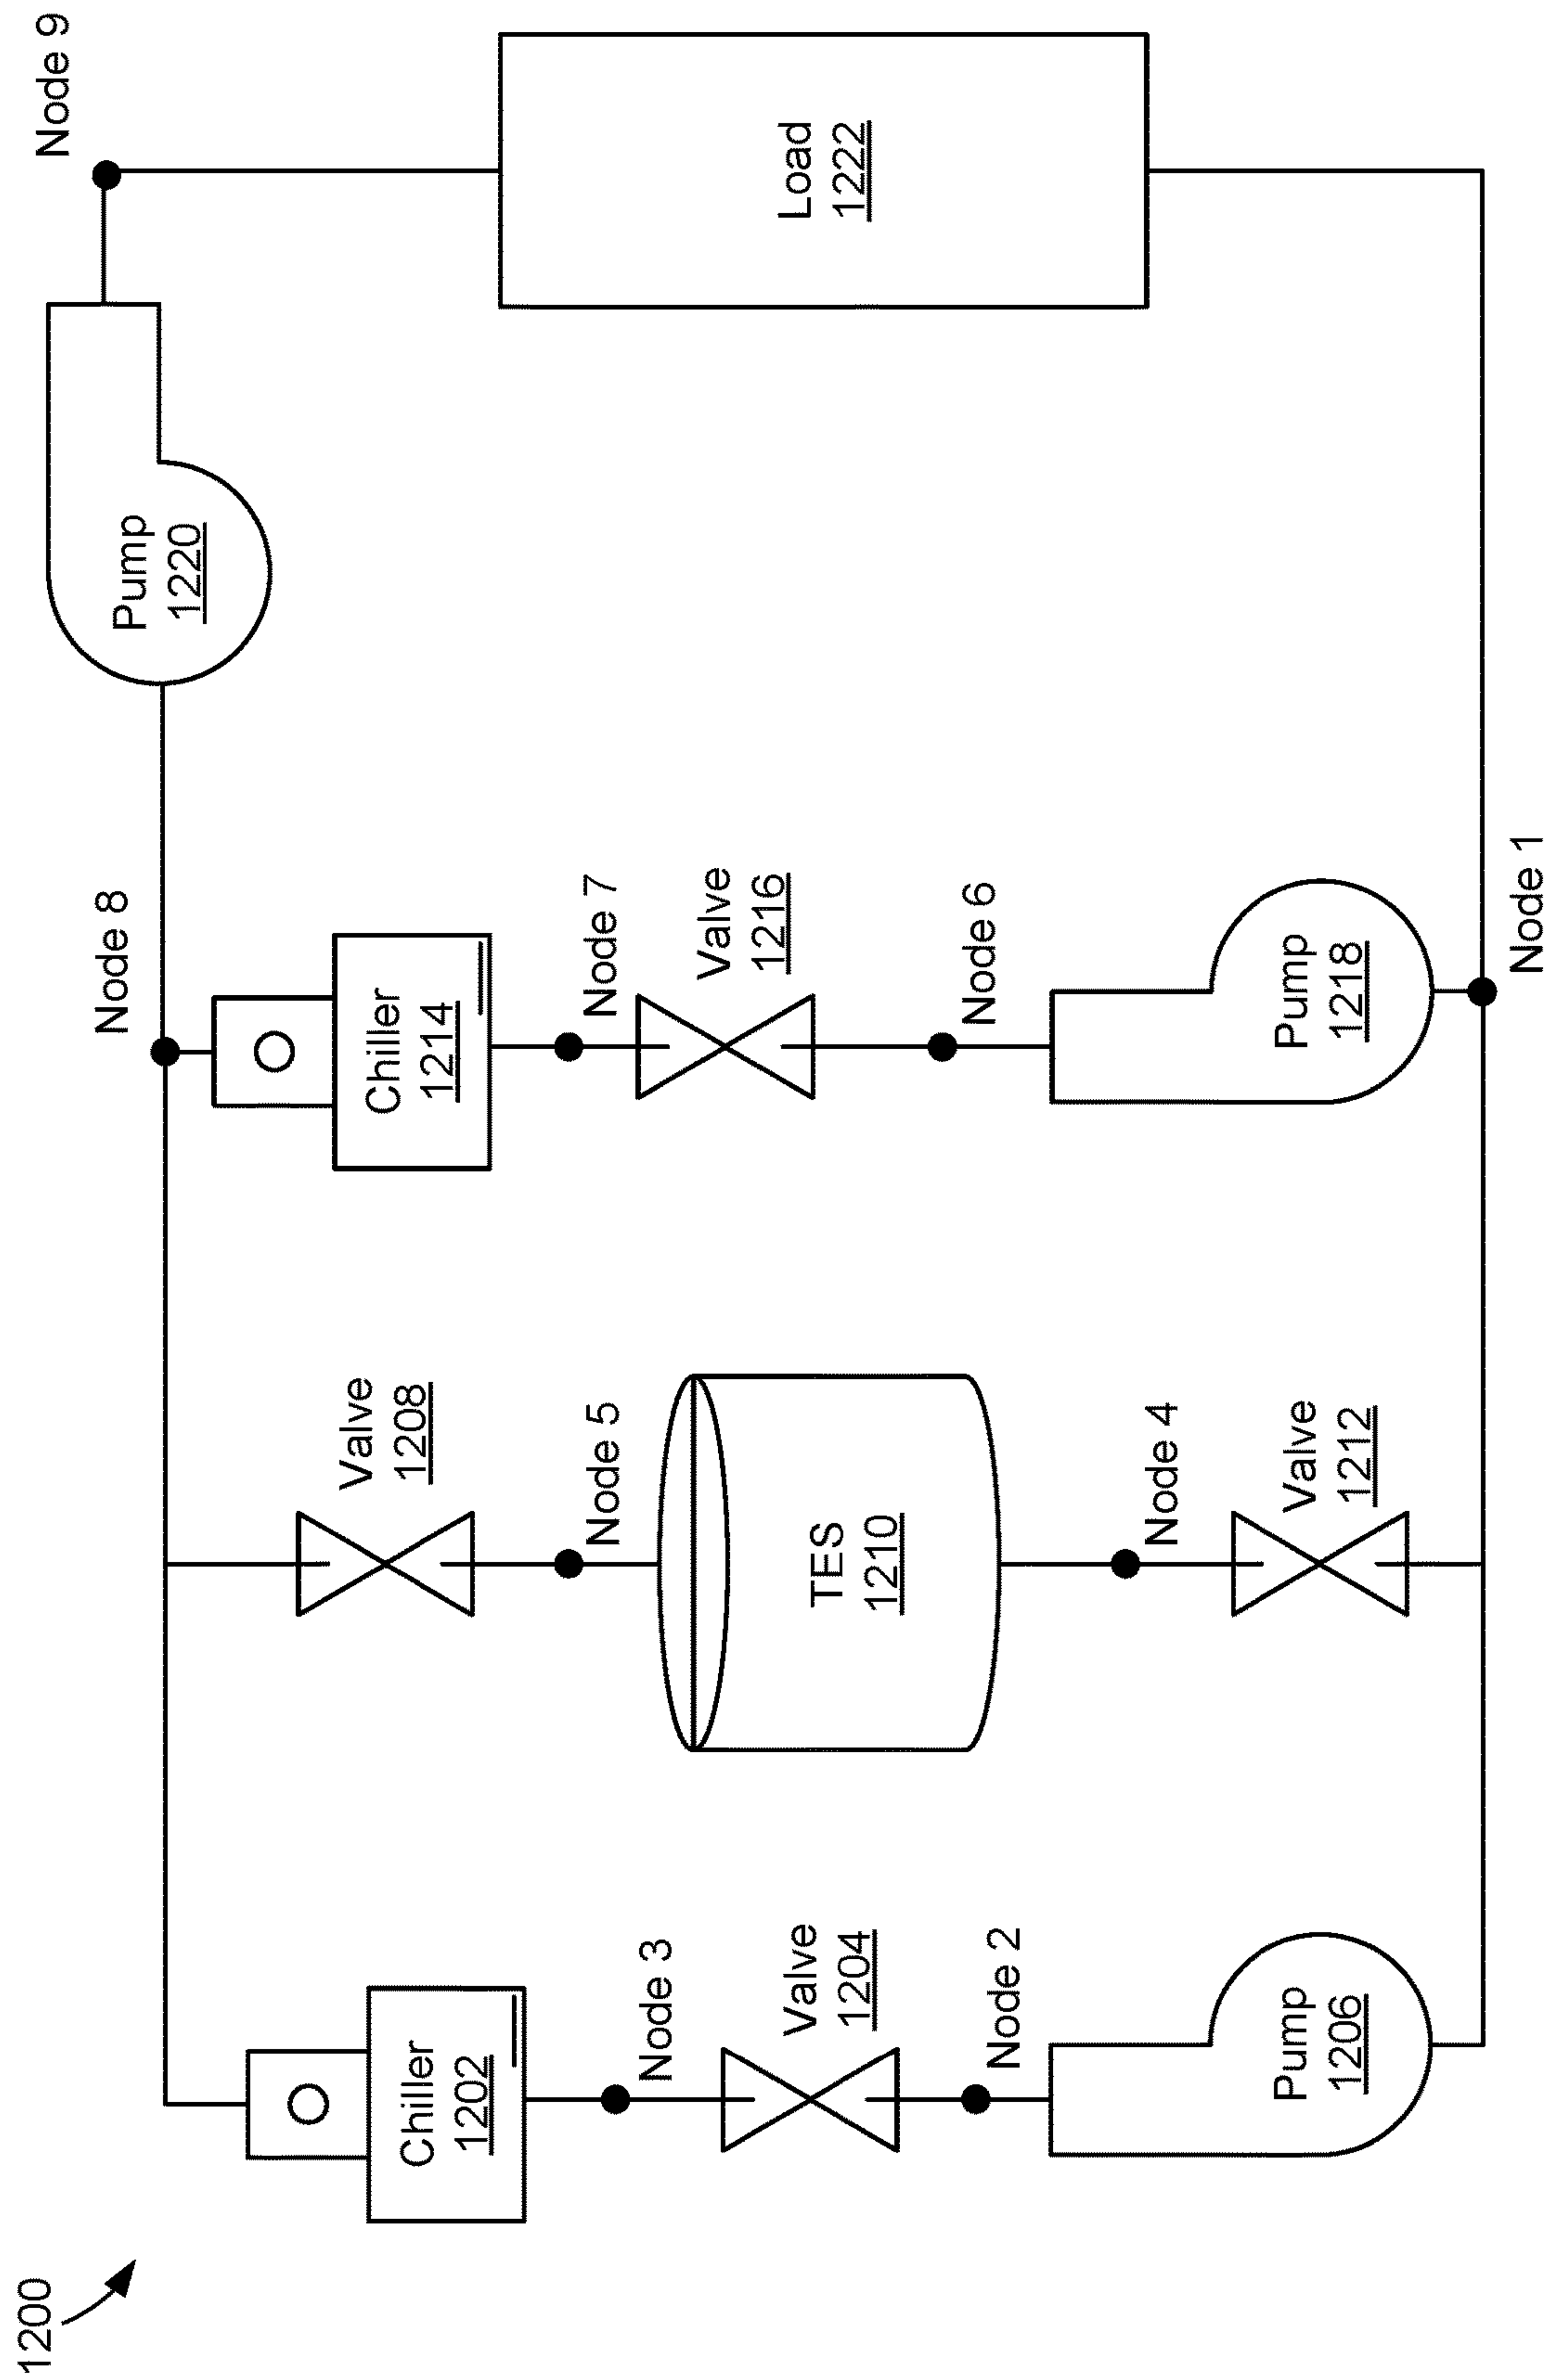 1200
Chiller
1202
Node 3
Valve
1204
Node 2
Pump
1206
Valve
1208
Node 5
TES
1210
Node 4
Valve
1212
Node 8
Chiller
1214
Node 7
Valve
1216
Node 6
Pump
1218
Node 1
Pump
1220
Node 9
Load
1222